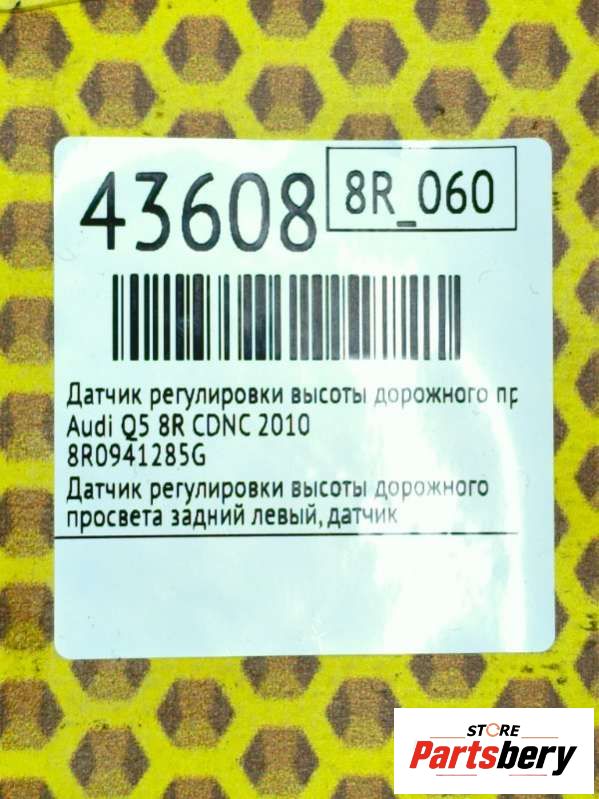 43608
8R_060
Датчик регулировки высоты дорожного пр
Audi Q5 8R CDNC 2010
8R0941285G
Датчик регулировки высоты дорожного
просвета задний левый, датчик
STORE
Partsbery